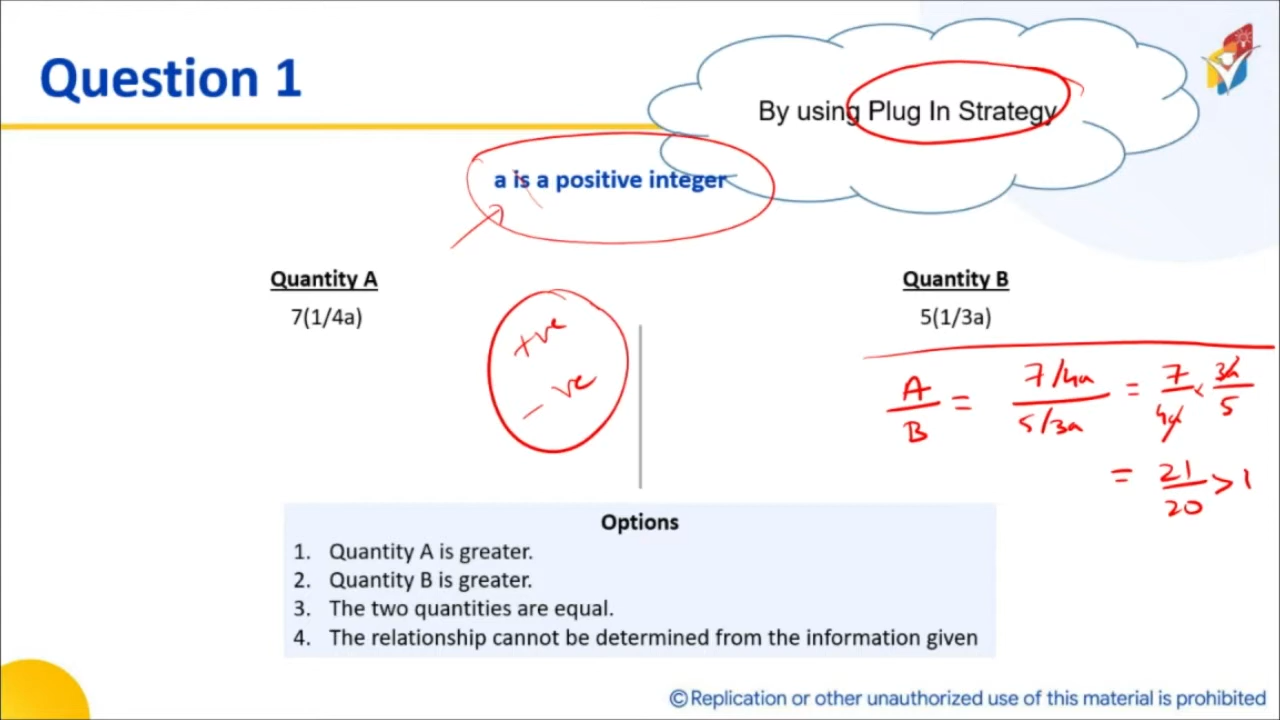 Question 1
By using Plug In Strategy
a is a positive integer
Quantity A
7(1/4a)
Quantity B
5(1/3a)
+ve
- ve
A/B = 7/4a / 5/3a = 7/4a × 3a/5
= 21/20 > 1
Options
1. Quantity A is greater.
2. Quantity B is greater.
3. The two quantities are equal.
4. The relationship cannot be determined from the information given
©Replication or other unauthorized use of this material is prohibited